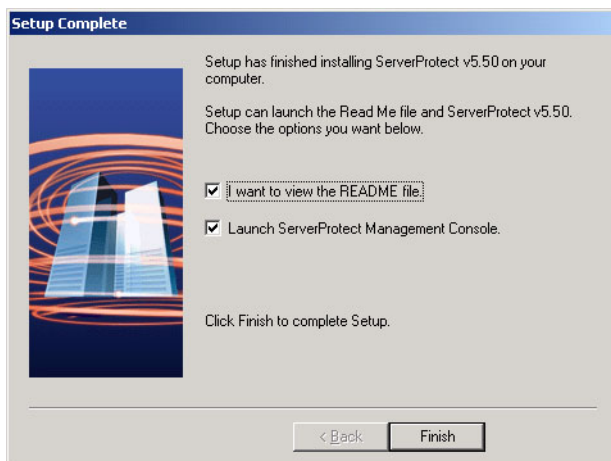 Setup Complete
Setup has finished installing ServerProtect v5.50 on your
computer.
Setup can launch the Read Me file and ServerProtect v5.50.
Choose the options you want below.
I want to view the README file.
Launch ServerProtect Management Console.
Click Finish to complete Setup.
< Back
Finish